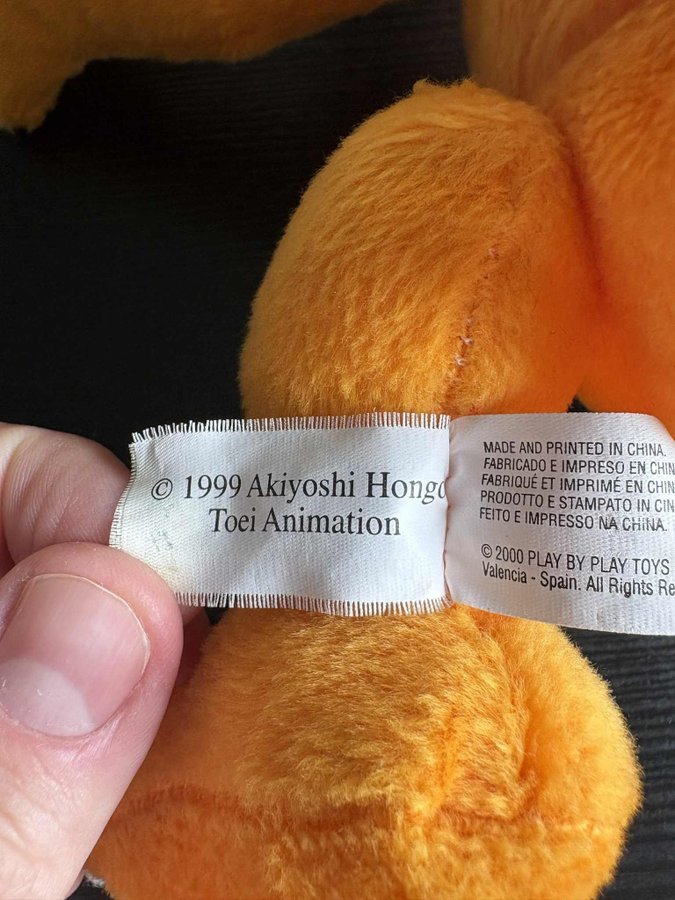 © 1999 Akiyoshi Hongo
Toei Animation
MADE AND PRINTED IN CHINA.
FABRICADO E IMPRESO EN CHIN
FABRIQUÉ ET IMPRIMÉ EN CHIN
PRODOTTO E STAMPATO IN CIN
FEITO E IMPRESSO NA CHINA.
© 2000 PLAY BY PLAY TOYS
Valencia - Spain. All Rights Re